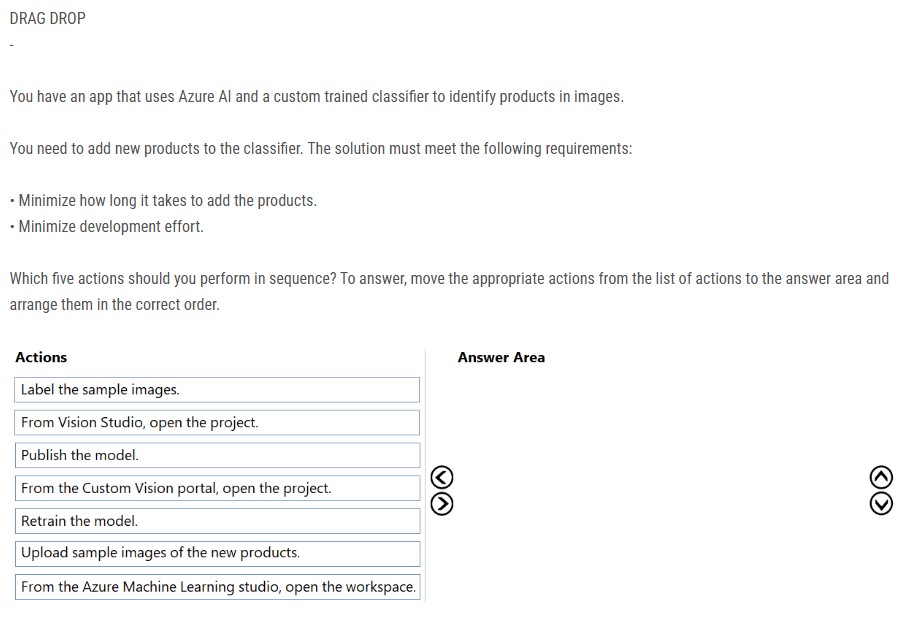 DRAG DROP
-
You have an app that uses Azure AI and a custom trained classifier to identify products in images.
You need to add new products to the classifier. The solution must meet the following requirements:
• Minimize how long it takes to add the products.
• Minimize development effort.
Which five actions should you perform in sequence? To answer, move the appropriate actions from the list of actions to the answer area and
arrange them in the correct order.
Actions
Answer Area
Label the sample images.
From Vision Studio, open the project.
Publish the model.
From the Custom Vision portal, open the project.
Retrain the model.
Upload sample images of the new products.
From the Azure Machine Learning studio, open the workspace.